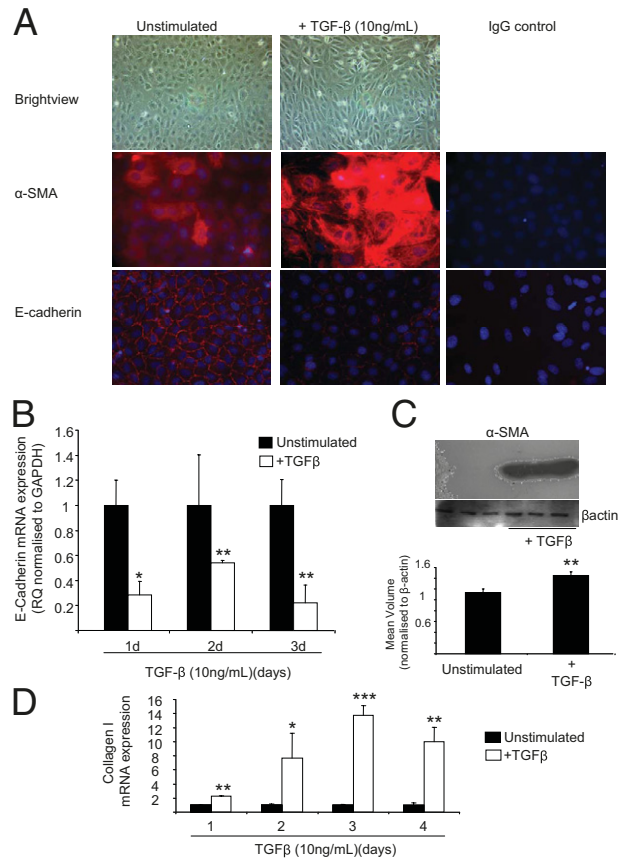 A
Unstimulated
+ TGF-β (10ng/mL)
IgG control
Brightview
α-SMA
E-cadherin
B
E-Cadherin mRNA expression
(RQ normalised to GAPDH)
1.6
1.4
1.2
1
0.8
0.6
0.4
0.2
Unstimulated
+TGFβ
*
**
**
1d
2d
3d
TGF-β (10ng/mL)(days)
C
α-SMA
βactin
+ TGFβ
Mean Volume
(normalised to β-actin)
1.6
1
0.6
**
Unstimulated
+
TGF-β
D
Collagen I
mRNA expression
16
14
12
10
8
6
4
2
**
*
***
**
Unstimulated
+TGFβ
1
2
3
4
TGFβ (10ng/mL)(days)